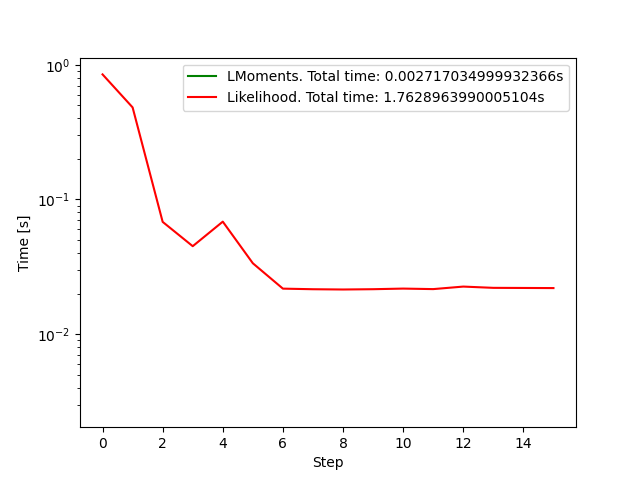 LMoments. Total time: 0.002717034999932366s
Likelihood. Total time: 1.7628963990005104s
Time [s]
10⁰
10⁻¹
10⁻²
0 2 4 6 8 10 12 14
Step